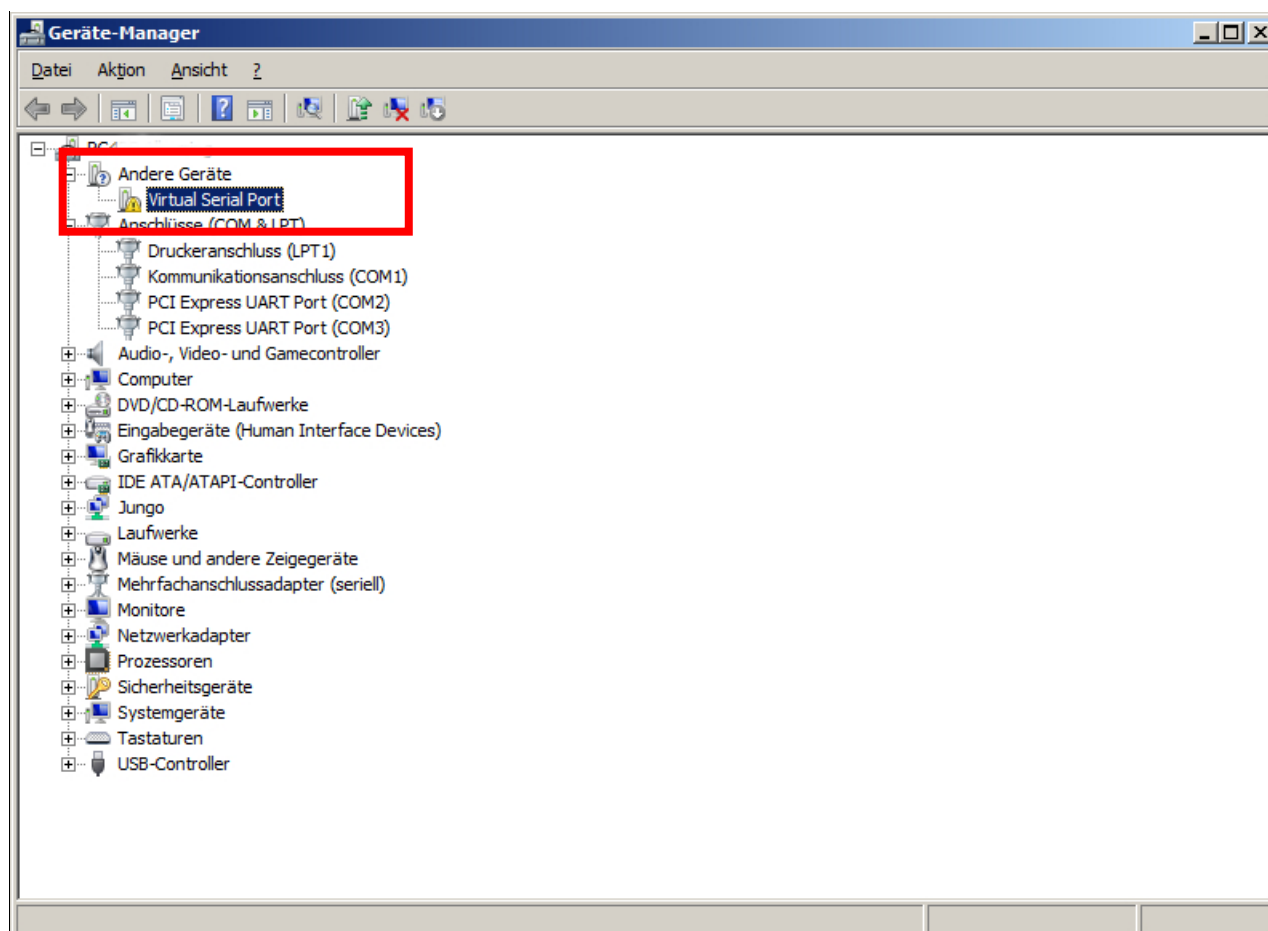 Geräte-Manager
Datei Aktion Ansicht ?
Andere Geräte
Virtual Serial Port
Anschlüsse (COM & LPT)
Druckeranschluss (LPT1)
Kommunikationsanschluss (COM1)
PCI Express UART Port (COM2)
PCI Express UART Port (COM3)
Audio-, Video- und Gamecontroller
Computer
DVD/CD-ROM-Laufwerke
Eingabegeräte (Human Interface Devices)
Grafikkarte
IDE ATA/ATAPI-Controller
Jungo
Laufwerke
Mäuse und andere Zeigegeräte
Mehrfachanschlussadapter (seriell)
Monitore
Netzwerkadapter
Prozessoren
Sicherheitsgeräte
Systemgeräte
Tastaturen
USB-Controller